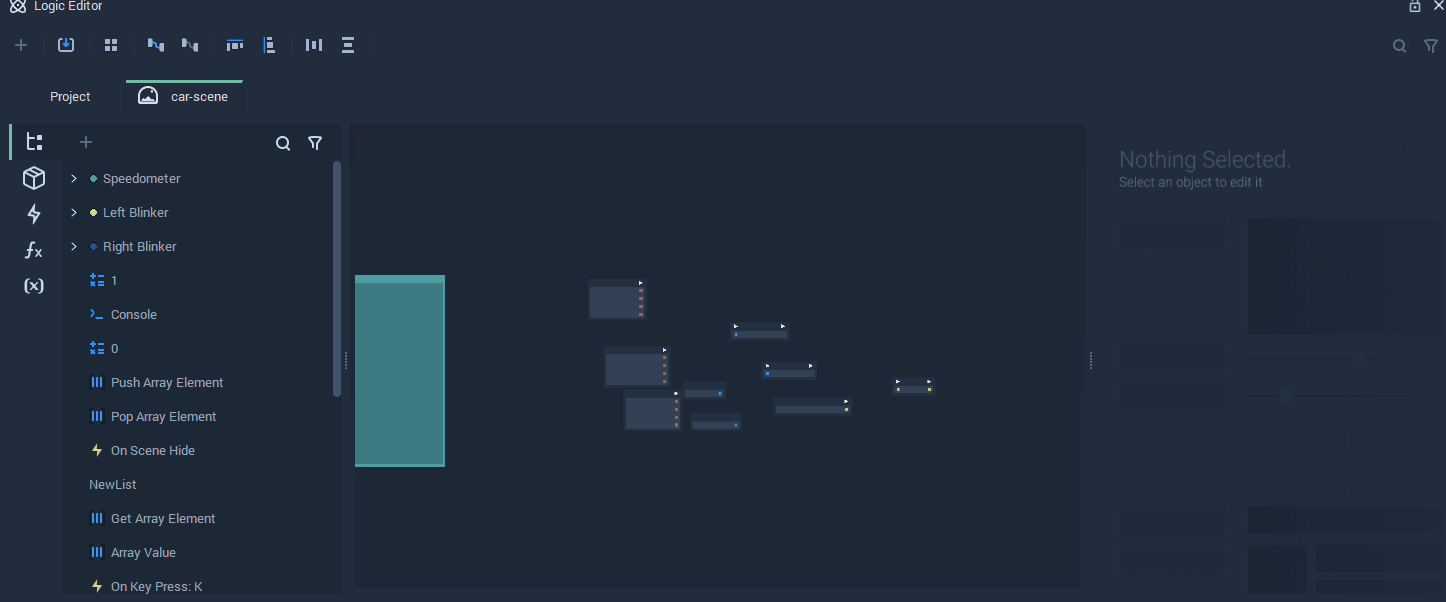 Logic Editor
Project
car-scene
Speedometer
Left Blinker
Right Blinker
1
Console
0
Push Array Element
Pop Array Element
On Scene Hide
NewList
Get Array Element
Array Value
On Key Press: K
Nothing Selected.
Select an object to edit it